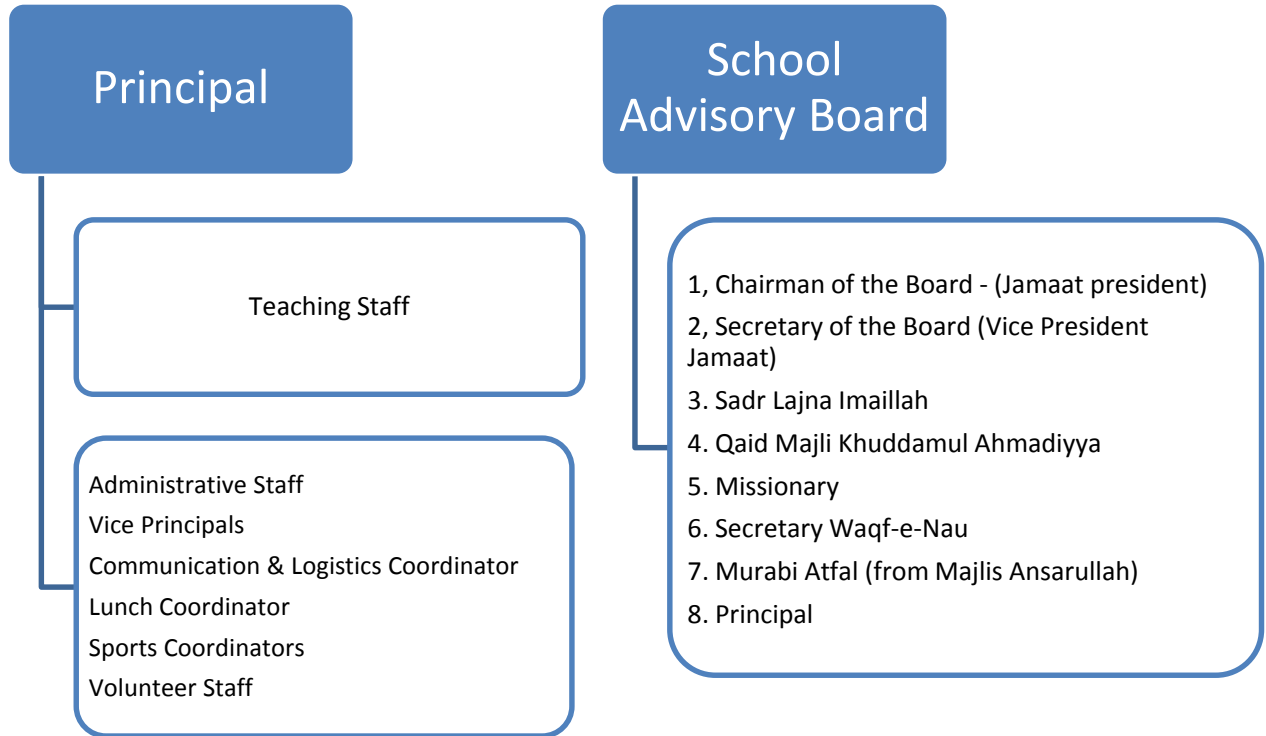 Principal
Teaching Staff
Administrative Staff
Vice Principals
Communication & Logistics Coordinator
Lunch Coordinator
Sports Coordinators
Volunteer Staff
School
Advisory Board
1, Chairman of the Board - (Jamaat president)
2, Secretary of the Board (Vice President
Jamaat)
3. Sadr Lajna Imaillah
4. Qaid Majli Khuddamul Ahmadiyya
5. Missionary
6. Secretary Waqf-e-Nau
7. Murabi Atfal (from Majlis Ansarullah)
8. Principal